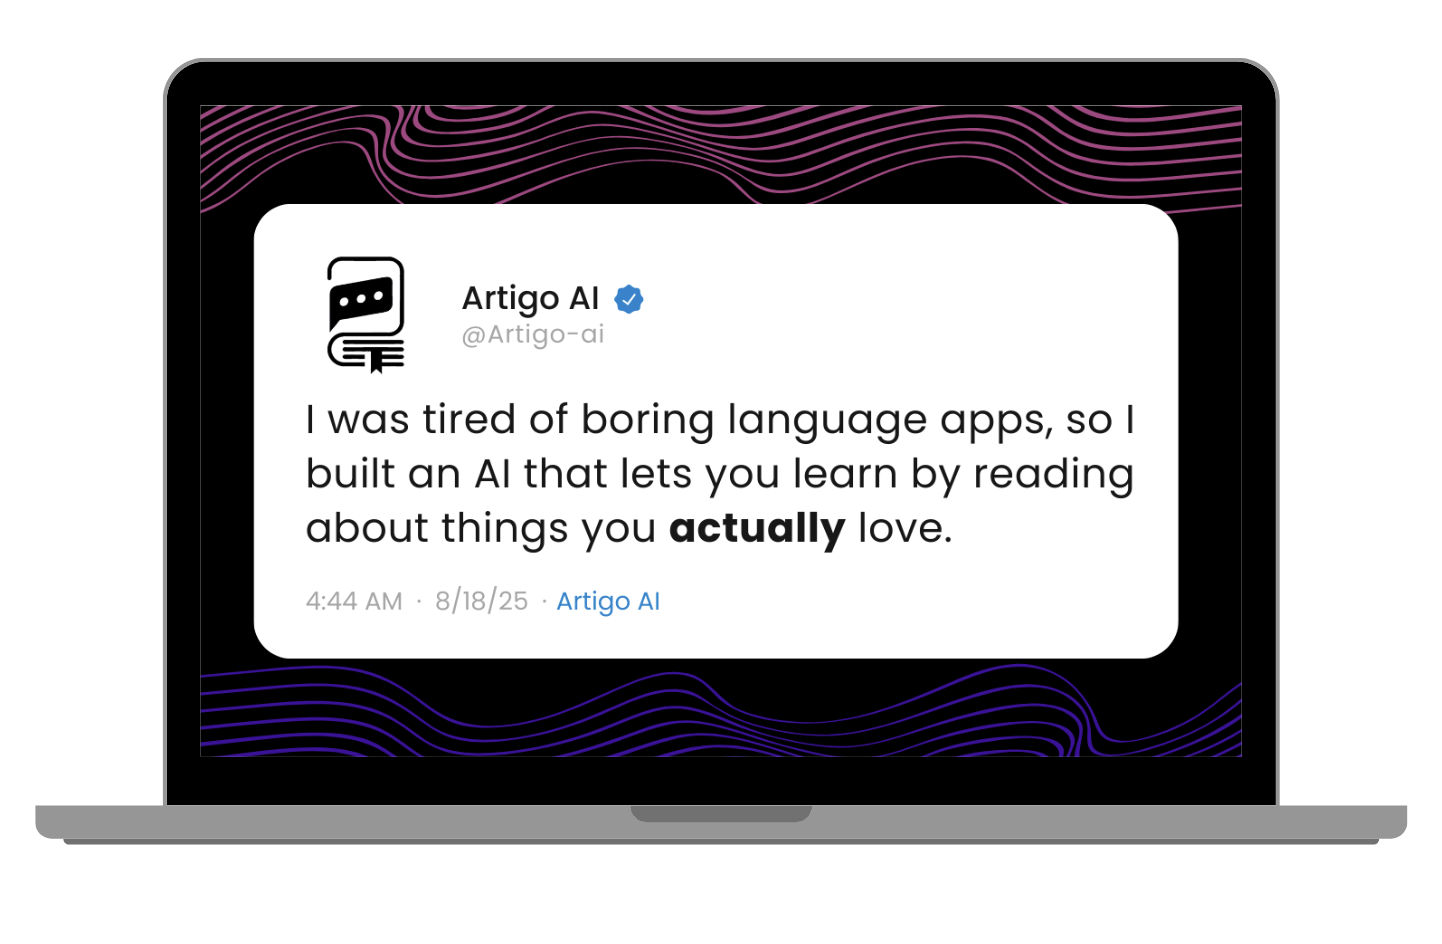 Artigo AI
@Artigo-ai
I was tired of boring language apps, so I
built an AI that lets you learn by reading
about things you actually love.
4:44 AM · 8/18/25 · Artigo AI